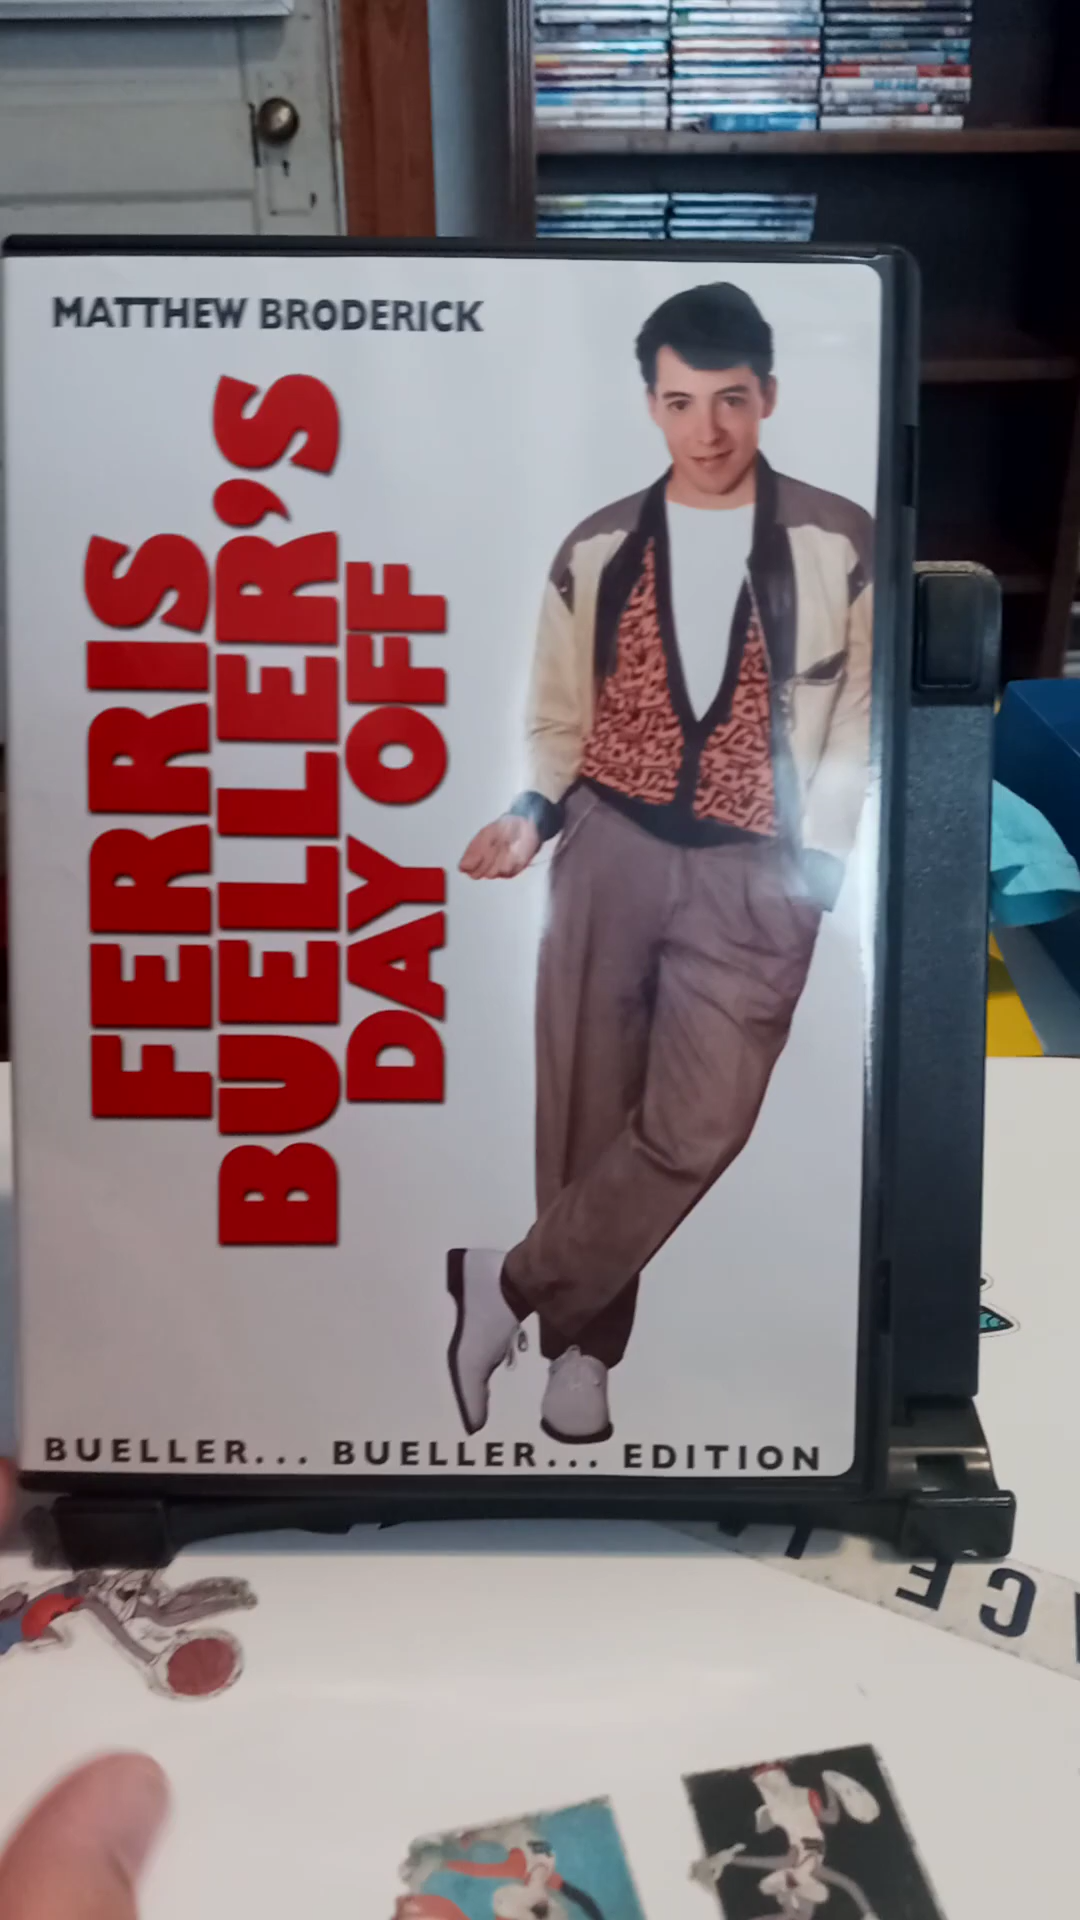 MATTHEW BRODERICK
FERRIS
BUELLER'S
DAY OFF
BUELLER... BUELLER... EDITION